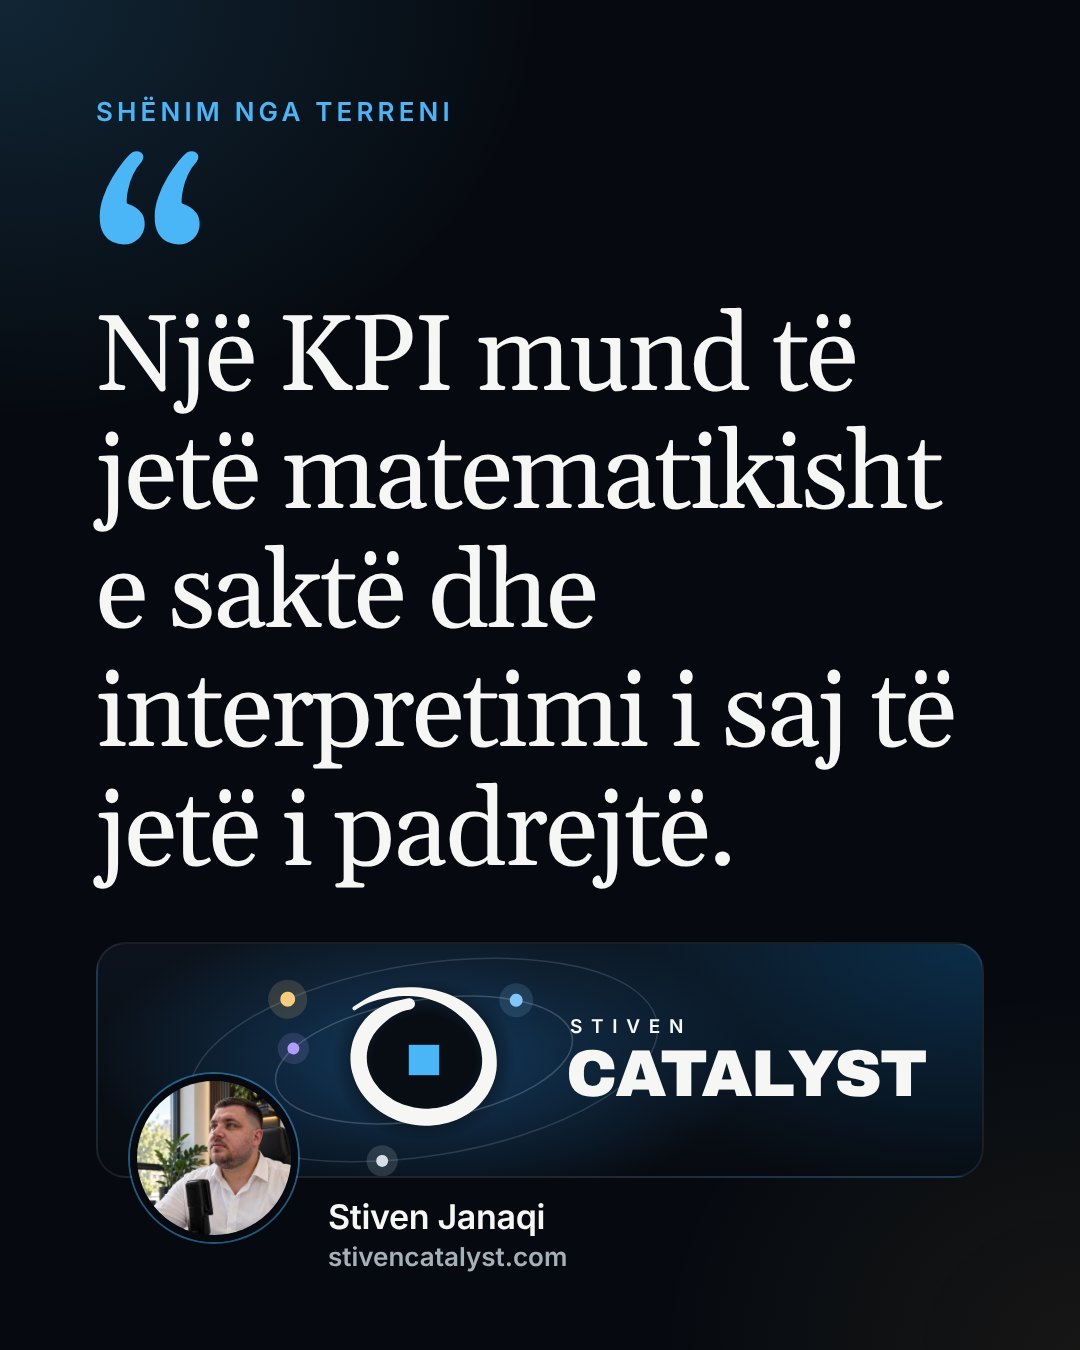 SHËNIM NGA TERRENI
“
Një KPI mund të
jetë matematikisht
e saktë dhe
interpretimi i saj të
jetë i padrejtë.
STIVEN
CATALYST
Stiven Janaqi
stivencatalyst.com